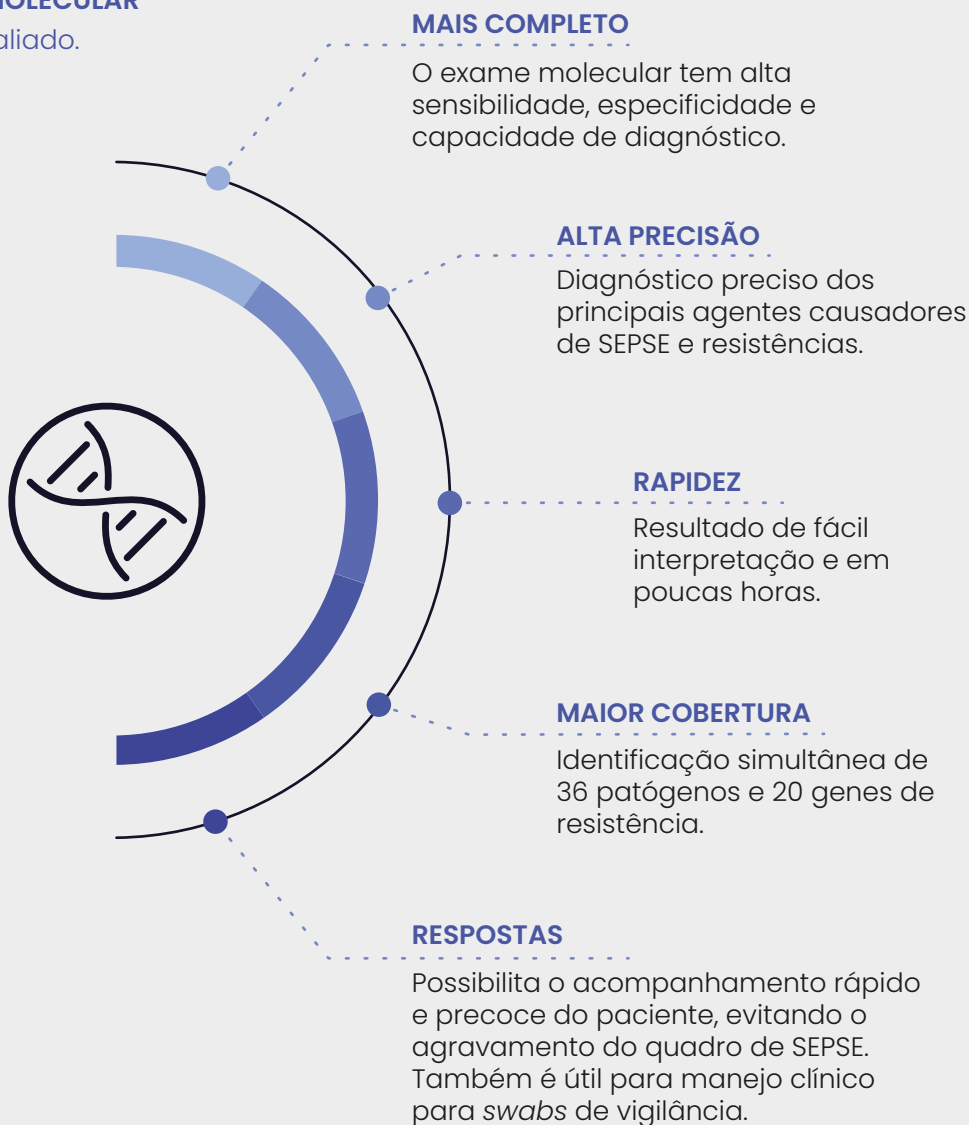 MOLECULAR
aliado.
MAIS COMPLETO
O exame molecular tem alta
sensibilidade, especificidade e
capacidade de diagnóstico.
ALTA PRECISÃO
Diagnóstico preciso dos
principais agentes causadores
de SEPSE e resistências.
RAPIDEZ
Resultado de fácil
interpretação e em
poucas horas.
MAIOR COBERTURA
Identificação simultânea de
36 patógenos e 20 genes de
resistência.
RESPOSTAS
Possibilita o acompanhamento rápido
e precoce do paciente, evitando o
agravamento do quadro de SEPSE.
Também é útil para manejo clínico
para swabs de vigilância.